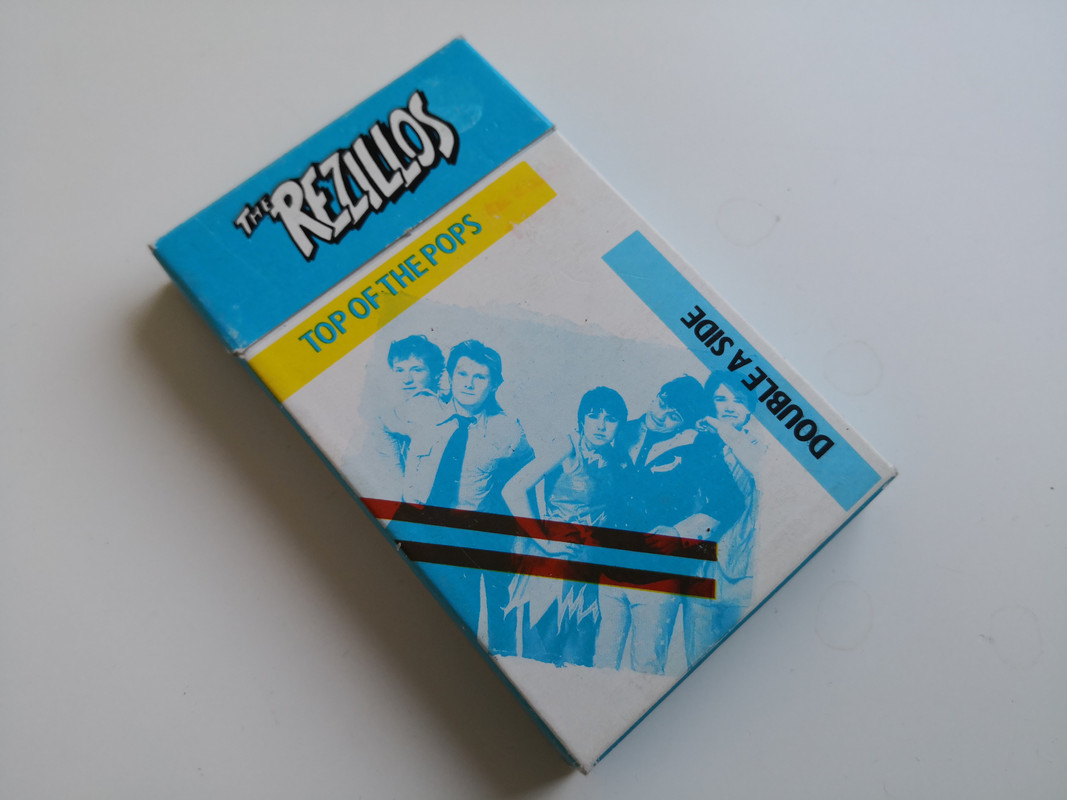 THE REZILLOS
TOP OF THE POPS
DOUBLE A SIDE